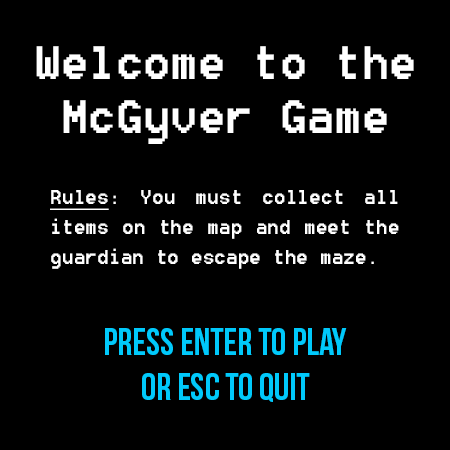 Welcome to the
McGyver Game
Rules: You must collect all
items on the map and meet the
guardian to escape the maze.
PRESS ENTER TO PLAY
OR ESC TO QUIT